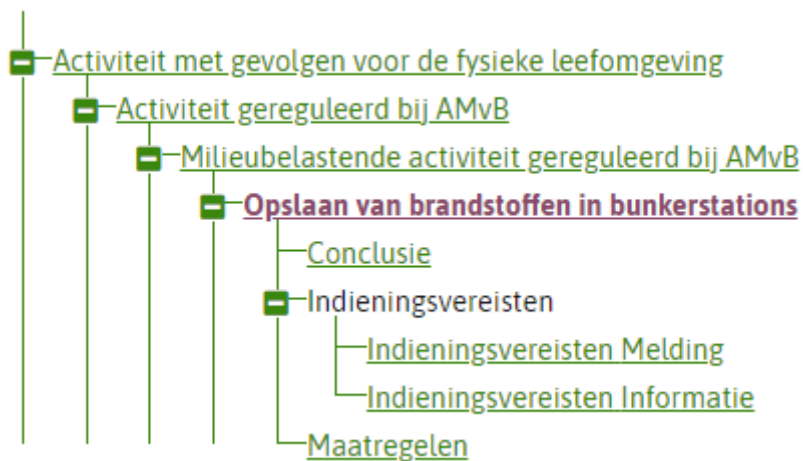 Activiteit met gevolgen voor de fysieke leefomgeving
Activiteit gereguleerd bij AMvB
Milieubelastende activiteit gereguleerd bij AMvB
Opslaan van brandstoffen in bunkerstations
Conclusie
Indieningsvereisten
Indieningsvereisten Melding
Indieningsvereisten Informatie
Maatregelen